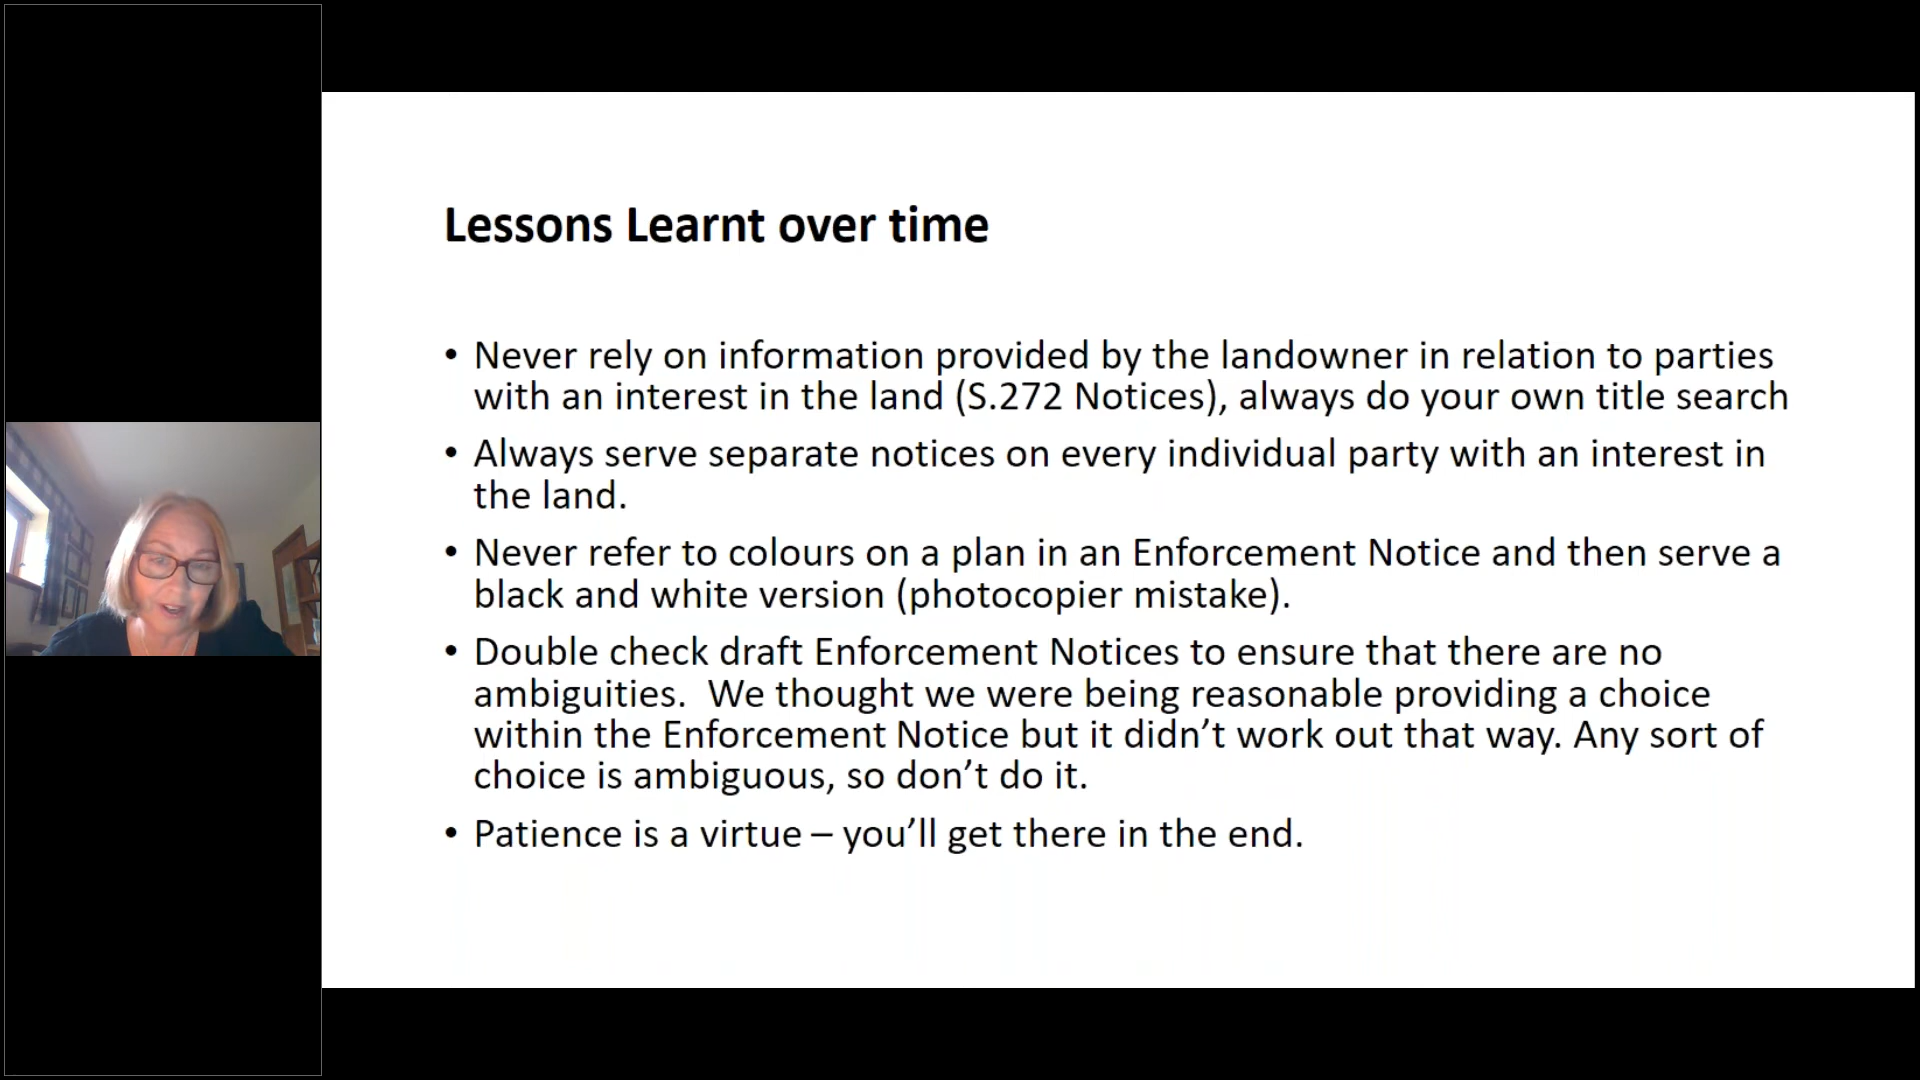 Lessons Learnt over time
• Never rely on information provided by the landowner in relation to parties
with an interest in the land (S.272 Notices), always do your own title search
• Always serve separate notices on every individual party with an interest in
the land.
• Never refer to colours on a plan in an Enforcement Notice and then serve a
black and white version (photocopier mistake).
• Double check draft Enforcement Notices to ensure that there are no
ambiguities.  We thought we were being reasonable providing a choice
within the Enforcement Notice but it didn’t work out that way. Any sort of
choice is ambiguous, so don’t do it.
• Patience is a virtue – you’ll get there in the end.